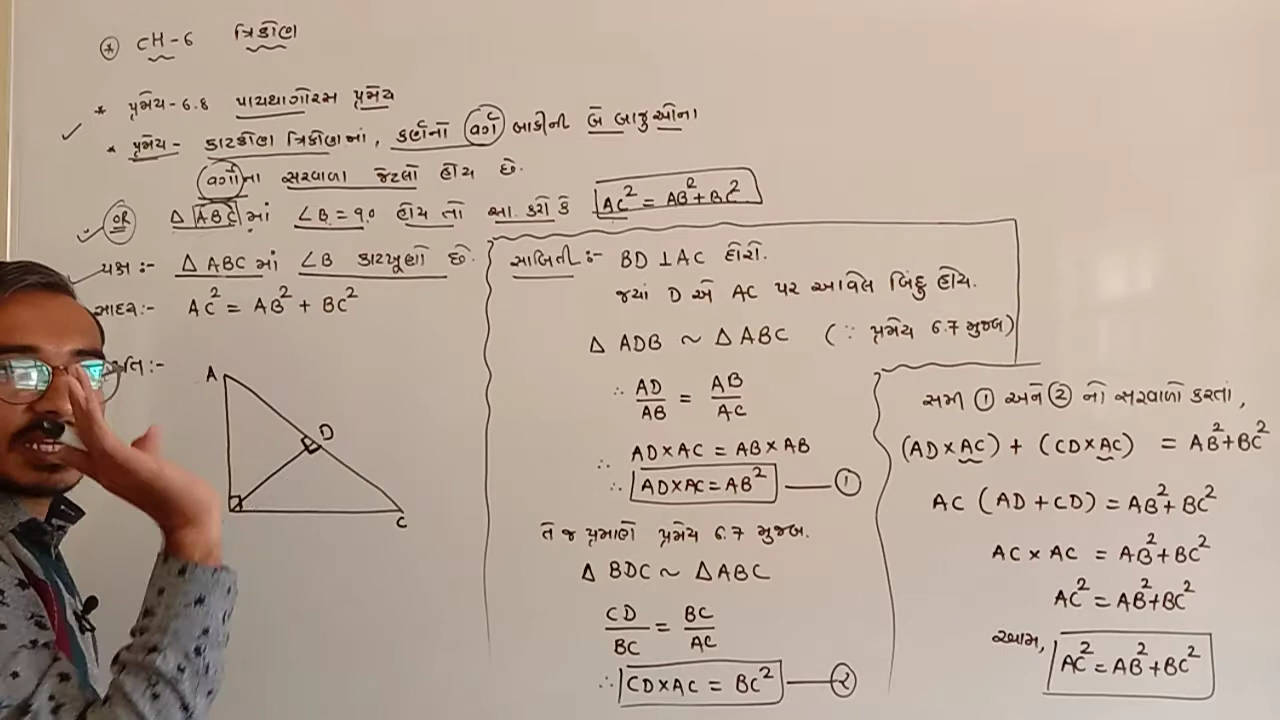 * CH-6 ત્રિકોણ
* પ્રમેય-6.8 પાયથાગોરસ પ્રમેય
* પ્રમેય- કાટકોણ ત્રિકોણમાં, કર્ણનો વર્ગ બાકીની બે બાજુઓના
વર્ગોના સરવાળા જેટલો હોય છે.
OR △ ABC માં ∠B = 90 હોય તો સા. કરો કે AC² = AB² + BC²
પક્ષ :- △ ABC માં ∠B કાટખૂણો છે.
સાધ્ય:- AC² = AB² + BC²
તિ :-
A
D
C
સાબિતી :- BD ⊥ AC દોરો.
જ્યાં D એ AC પર આવેલ બિંદુ હોય.
△ ADB ~ △ ABC (∵ પ્રમેય 6.7 મુજબ)
∴ AD/AB = AB/AC
∴ AD×AC = AB×AB
∴ AD×AC = AB² — ①
તે જ પ્રમાણે પ્રમેય 6.7 મુજબ.
△ BDC ~ △ ABC
CD/BC = BC/AC
∴ CD×AC = BC² — ②
સમી ① અને ② નો સરવાળો કરતાં,
(AD×AC) + (CD×AC) = AB²+BC²
AC (AD+CD) = AB²+BC²
AC × AC = AB²+BC²
AC² = AB²+BC²
આમ, AC² = AB²+BC²